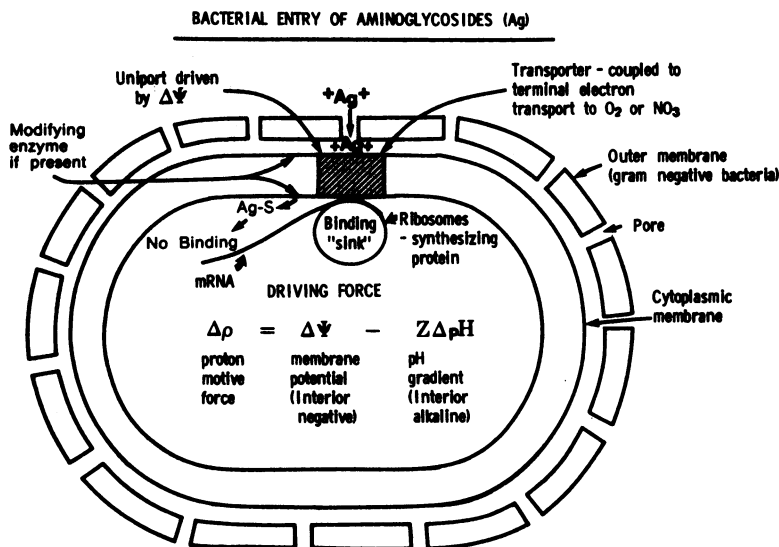 BACTERIAL ENTRY OF AMINOGLYCOSIDES (Ag)
Uniport driven
by ΔΨ
+Ag+
+Ag+
Transporter - coupled to
terminal electron
transport to O₂ or NO₃
Modifying
enzyme
if present
Outer membrane
(gram negative bacteria)
Pore
Ag-S
No Binding
mRNA
Binding
"sink"
Ribosomes
- synthesizing
protein
Cytoplasmic
membrane
DRIVING FORCE
Δρ = ΔΨ - ZΔpH
proton
motive
force
membrane
potential
(Interior
negative)
pH
gradient
(Interior
alkaline)